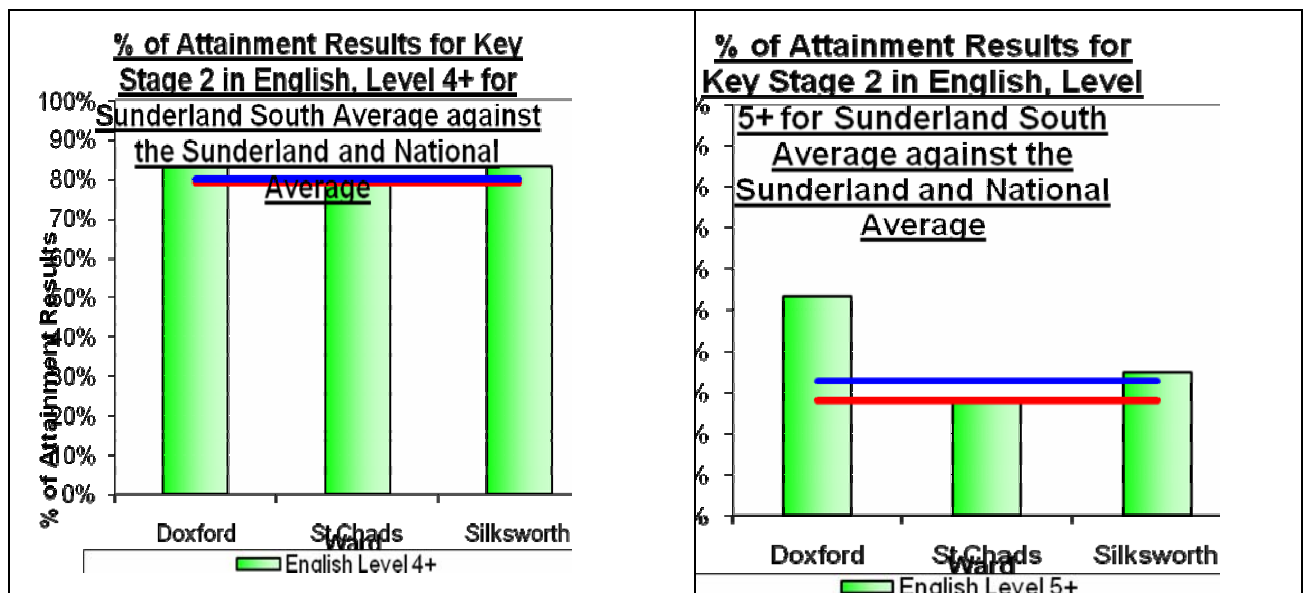 % of Attainment Results for Key
Stage 2 in English, Level 4+ for
Sunderland South Average against
the Sunderland and National
Average
100%
90%
80%
70%
60%
50%
40%
30%
20%
10%
0%
% of Attainment Results
Doxford
St Chads
Silksworth
Ward
English Level 4+
% of Attainment Results for
Key Stage 2 in English, Level
5+ for Sunderland South
Average against the
Sunderland and National
Average
%
%
%
%
%
%
%
%
%
%
%
Doxford
St Chads
Silksworth
Ward
English Level 5+